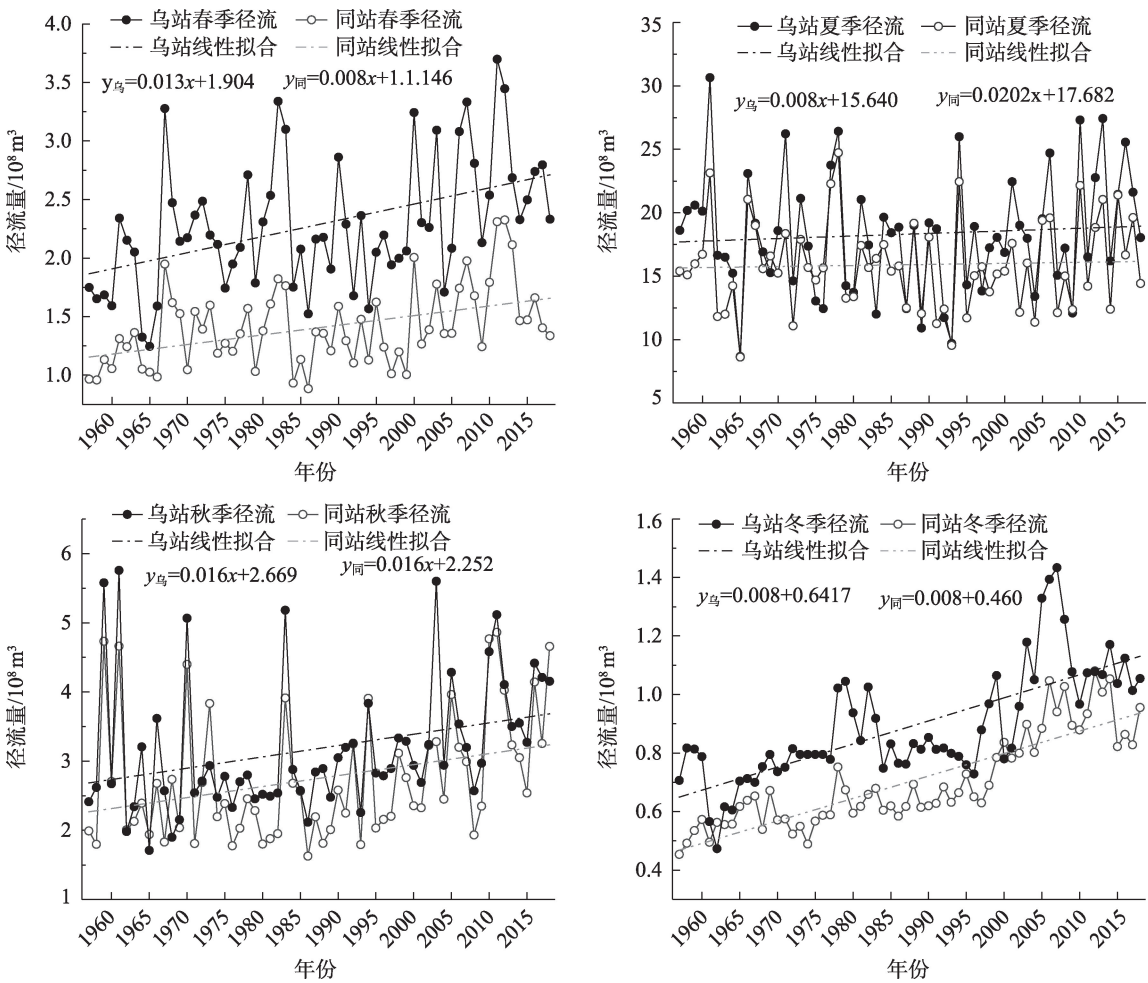 乌站春季径流 同站春季径流
乌站线性拟合 同站线性拟合
y乌=0.013x+1.904 y同=0.008x+1.1.146
4.0
3.5
3.0
2.5
2.0
1.5
1.0
径流量/10⁸m³
1960 1965 1970 1975 1980 1985 1990 1995 2000 2005 2010 2015
年份
乌站夏季径流 同站夏季径流
乌站线性拟合 同站线性拟合
y乌=0.008x+15.640 y同=0.0202x+17.682
35
30
25
20
15
10
5
径流量/10⁸m³
1960 1965 1970 1975 1980 1985 1990 1995 2000 2005 2010 2015
年份
乌站秋季径流 同站秋季径流
乌站线性拟合 同站线性拟合
y乌=0.016x+2.669 y同=0.016x+2.252
6
5
4
3
2
1
径流量/10⁸m³
1960 1965 1970 1975 1980 1985 1990 1995 2000 2005 2010 2015
年份
乌站冬季径流 同站冬季径流
乌站线性拟合 同站线性拟合
y乌=0.008+0.6417 y同=0.008+0.460
1.6
1.4
1.2
1.0
0.8
0.6
0.4
径流量/10⁸m³
1960 1965 1970 1975 1980 1985 1990 1995 2000 2005 2010 2015
年份